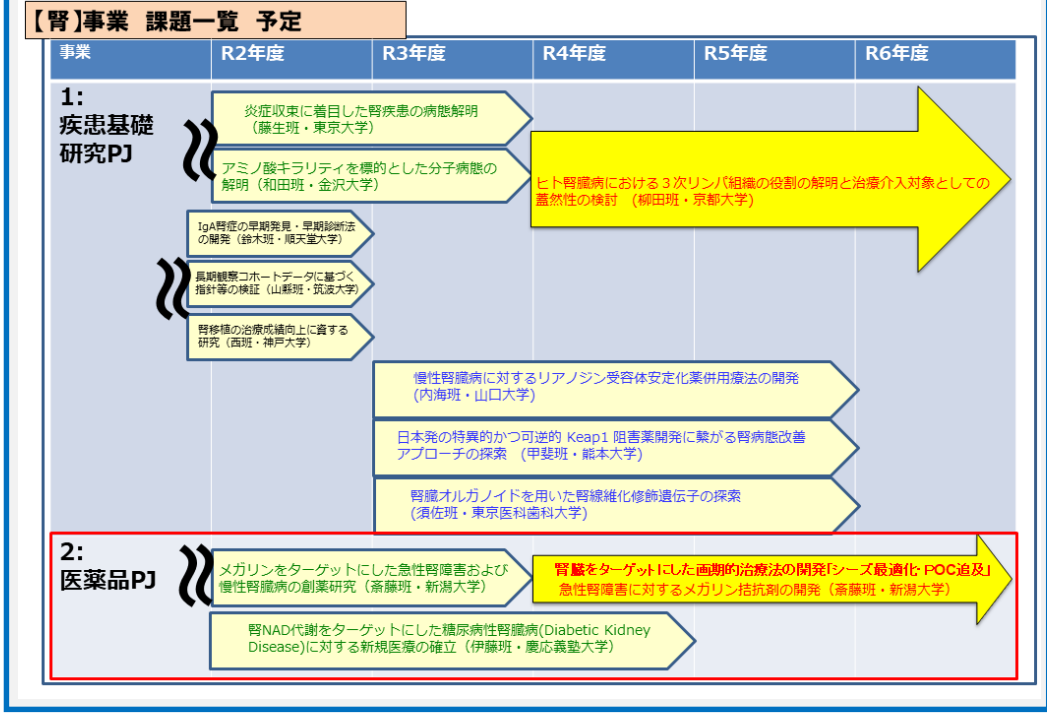 【腎】事業 課題一覧 予定
事業 R2年度 R3年度 R4年度 R5年度 R6年度
1:
疾患基礎
研究PJ
炎症収束に着目した腎疾患の病態解明
(藤生班・東京大学)
アミノ酸キラリティを標的とした分子病態の
解明(和田班・金沢大学)
ヒト腎臓病における3次リンパ組織の役割の解明と治療介入対象としての
蓋然性の検討 (柳田班・京都大学)
IgA腎症の早期発見・早期診断法
の開発(鈴木班・順天堂大学)
長期観察コホートデータに基づく
指針等の検証(山縣班・筑波大学)
腎移植の治療成績向上に資する
研究(西班・神戸大学)
慢性腎臓病に対するリアノジン受容体安定化薬併用療法の開発
(内海班・山口大学)
日本発の特異的かつ可逆的 Keap1 阻害薬開発に繋がる腎病態改善
アプローチの探索 (甲斐班・熊本大学)
腎臓オルガノイドを用いた腎線維化修飾遺伝子の探索
(須佐班・東京医科歯科大学)
2:
医薬品PJ
メガリンをターゲットにした急性腎障害および
慢性腎臓病の創薬研究(斎藤班・新潟大学)
腎臓をターゲットにした画期的治療法の開発「シーズ最適化・POC追及」
急性腎障害に対するメガリン拮抗剤の開発(斎藤班・新潟大学)
腎NAD代謝をターゲットにした糖尿病性腎臓病(Diabetic Kidney
Disease)に対する新規医療の確立(伊藤班・慶応義塾大学)